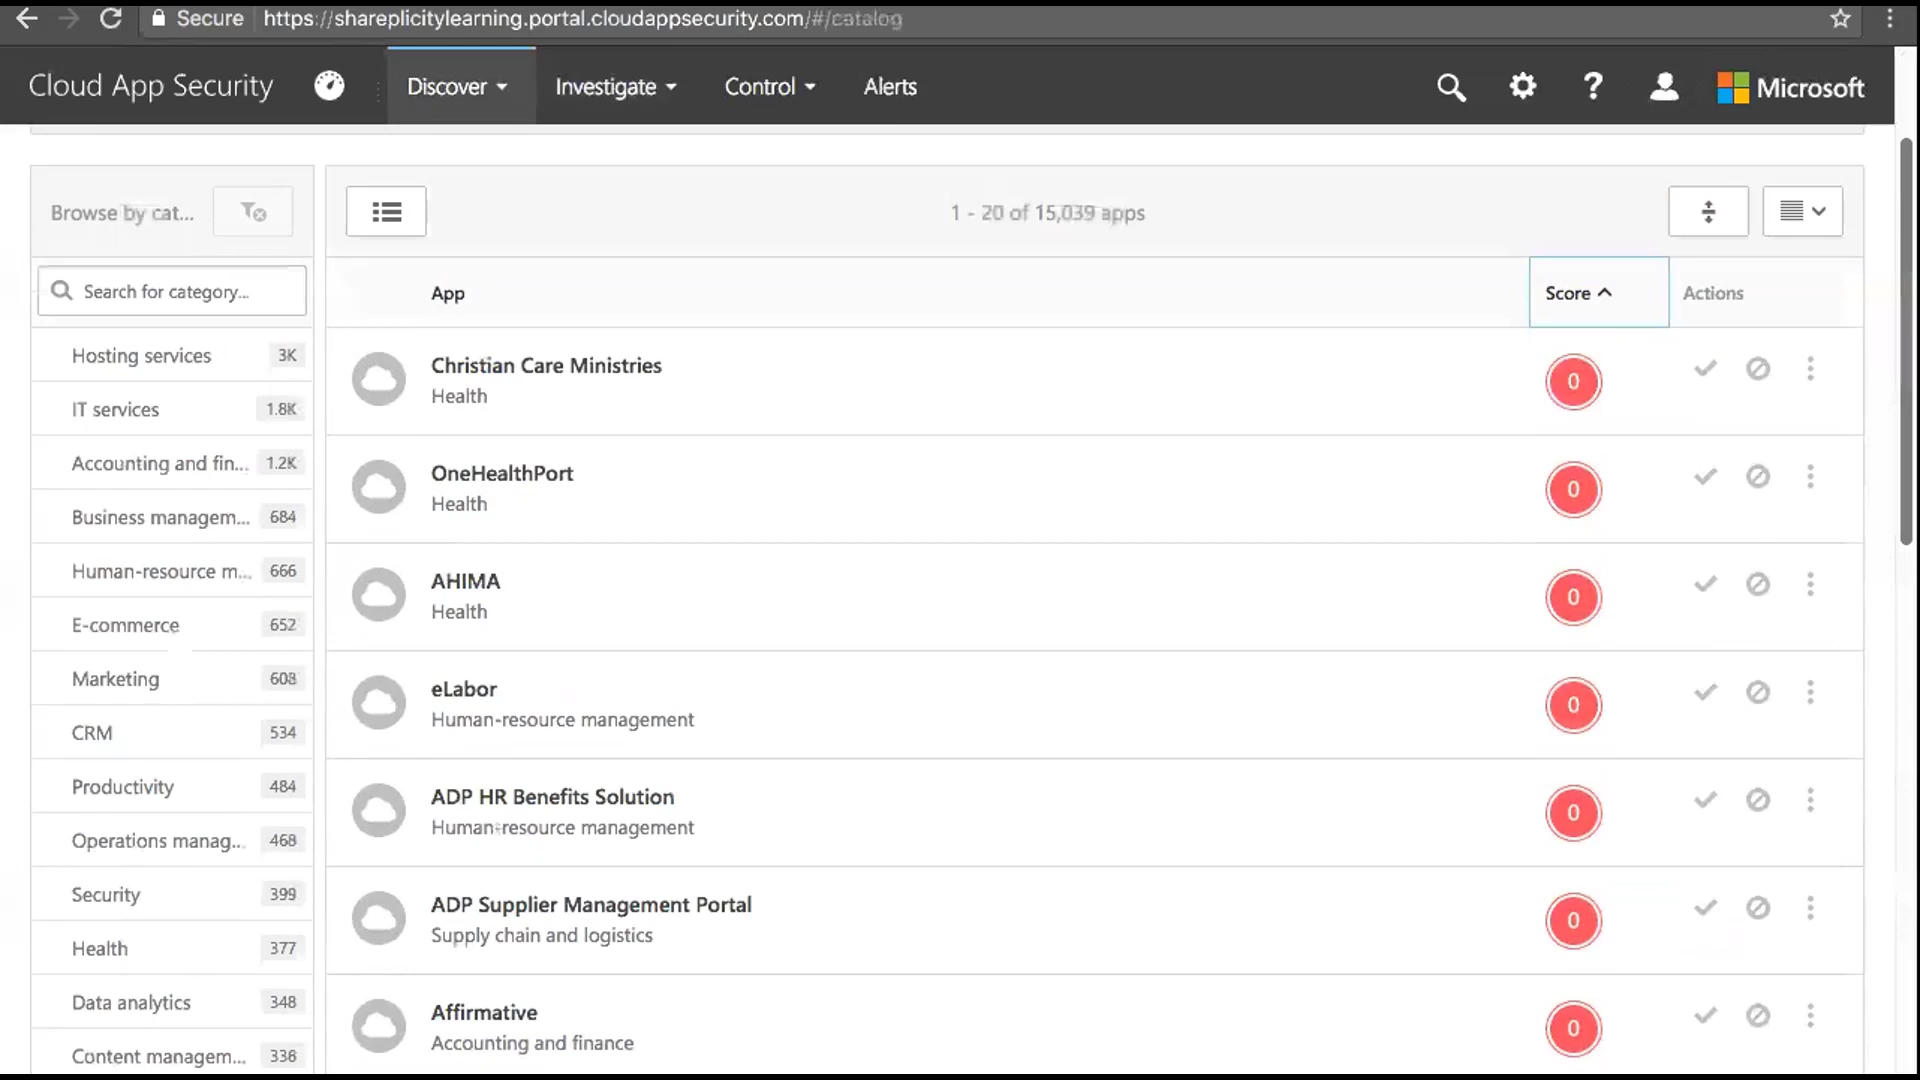 Secure https://shareplicitylearning.portal.cloudappsecurity.com/#/catalog
Cloud App Security Discover Investigate Control Alerts ? Microsoft
Browse by cat... 1 - 20 of 15,039 apps
Search for category... App Score Actions
Hosting services 3K
IT services 1.8K
Accounting and fin... 1.2K
Business managem... 684
Human-resource m... 666
E-commerce 652
Marketing 608
CRM 534
Productivity 484
Operations manag... 468
Security 399
Health 377
Data analytics 348
Content managem... 338
Christian Care Ministries 0
Health
OneHealthPort 0
Health
AHIMA 0
Health
eLabor 0
Human-resource management
ADP HR Benefits Solution 0
Human-resource management
ADP Supplier Management Portal 0
Supply chain and logistics
Affirmative 0
Accounting and finance